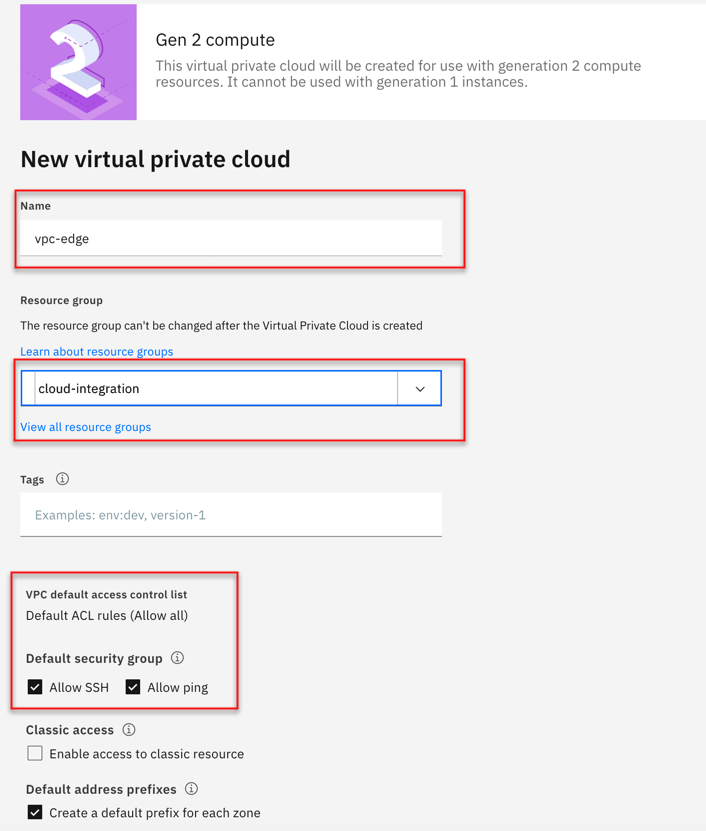 2
Gen 2 compute
This virtual private cloud will be created for use with generation 2 compute
resources. It cannot be used with generation 1 instances.
New virtual private cloud
Name
vpc-edge
Resource group
The resource group can't be changed after the Virtual Private Cloud is created
Learn about resource groups
cloud-integration
View all resource groups
Tags
Examples: env:dev, version-1
VPC default access control list
Default ACL rules (Allow all)
Default security group
Allow SSH Allow ping
Classic access
Enable access to classic resource
Default address prefixes
Create a default prefix for each zone